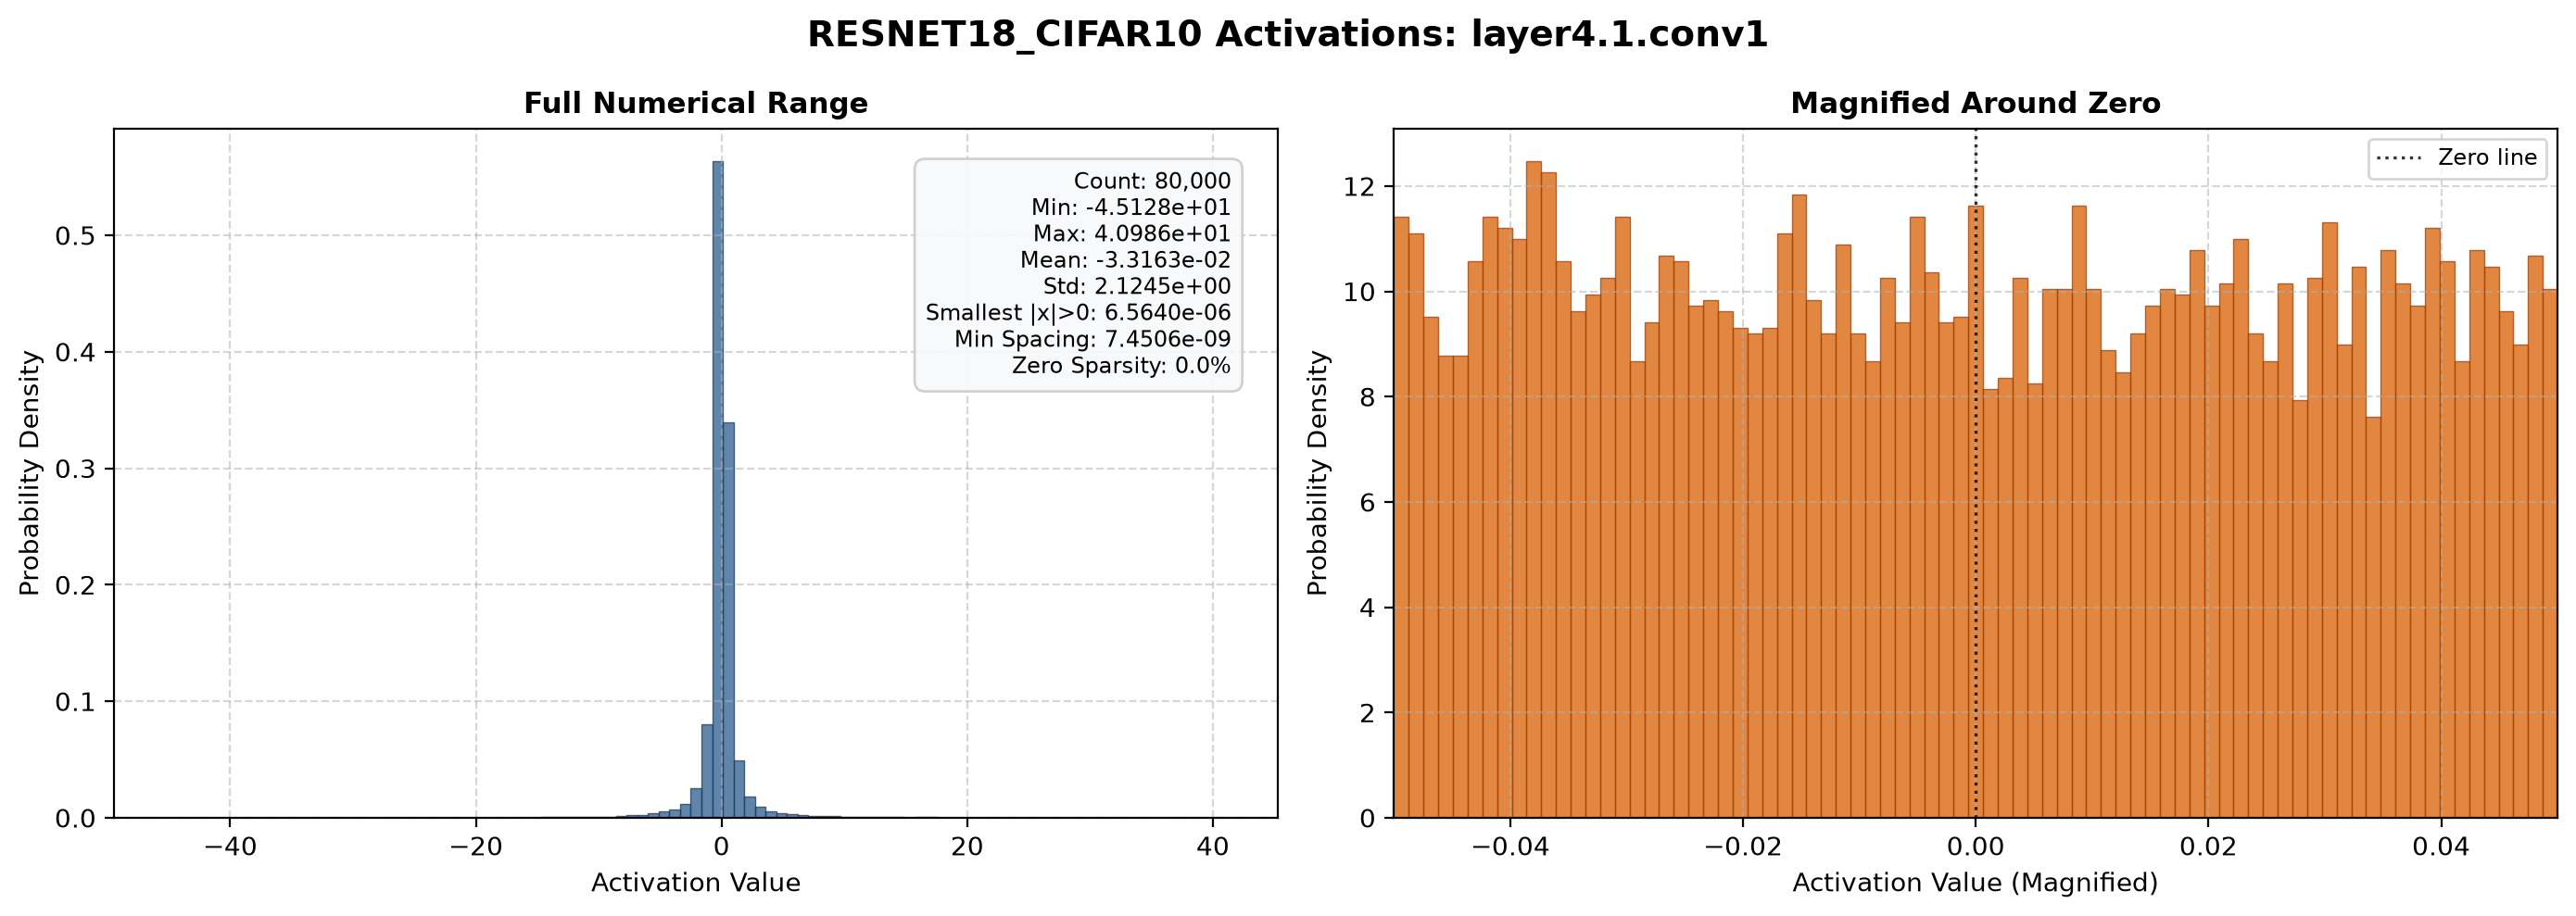 RESNET18_CIFAR10 Activations: layer4.1.conv1
Full Numerical Range
Probability Density
0.5
0.4
0.3
0.2
0.1
0.0
Count: 80,000
Min: -4.5128e+01
Max: 4.0986e+01
Mean: -3.3163e-02
Std: 2.1245e+00
Smallest |x|>0: 6.5640e-06
Min Spacing: 7.4506e-09
Zero Sparsity: 0.0%
−40 −20 0 20 40
Activation Value
Magnified Around Zero
Probability Density
12
10
8
6
4
2
0
Zero line
−0.04 −0.02 0.00 0.02 0.04
Activation Value (Magnified)